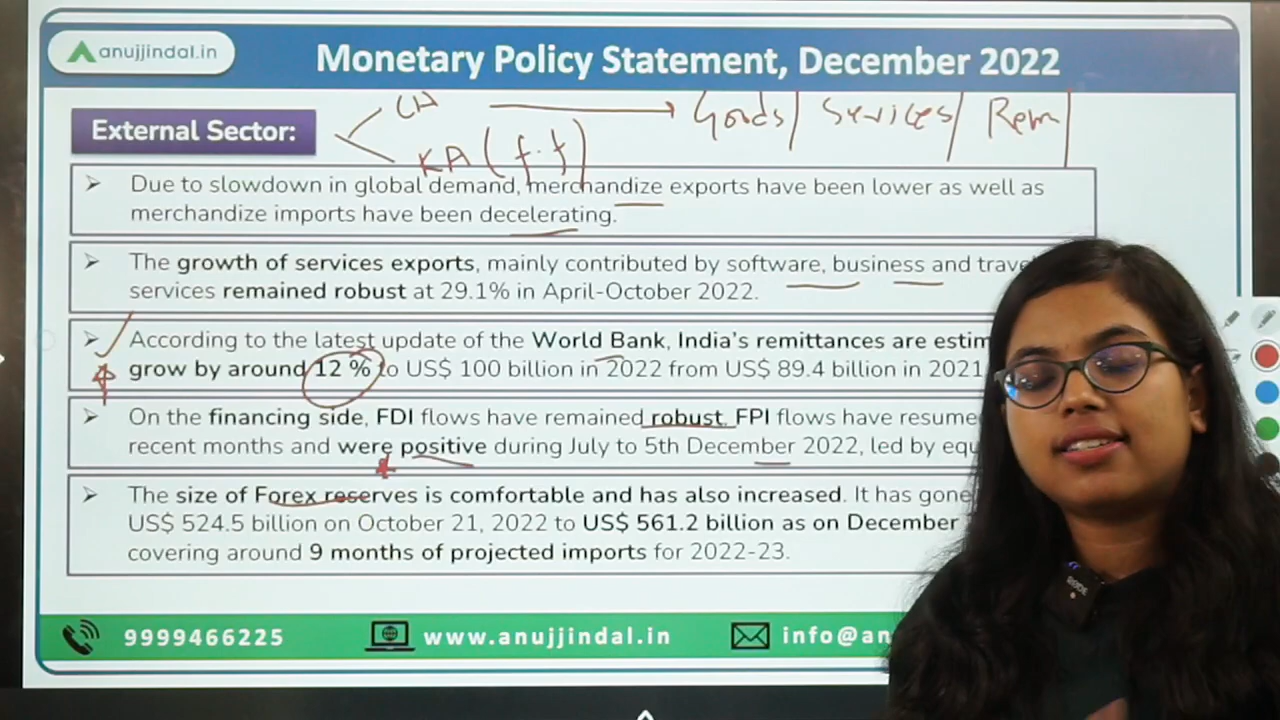 anujjindal.in
Monetary Policy Statement, December 2022
CA
Goods / Services / Rem
External Sector:
KA (f.f)
➤ Due to slowdown in global demand, merchandize exports have been lower as well as
merchandize imports have been decelerating.
➤ The growth of services exports, mainly contributed by software, business and trave
services remained robust at 29.1% in April-October 2022.
➤ According to the latest update of the World Bank, India's remittances are estim
grow by around 12 % to US$ 100 billion in 2022 from US$ 89.4 billion in 2021
➤ On the financing side, FDI flows have remained robust. FPI flows have resume
recent months and were positive during July to 5th December 2022, led by equ
➤ The size of Forex reserves is comfortable and has also increased. It has gone
US$ 524.5 billion on October 21, 2022 to US$ 561.2 billion as on December
covering around 9 months of projected imports for 2022-23.
9999466225 www.anujjindal.in info@an
RODE